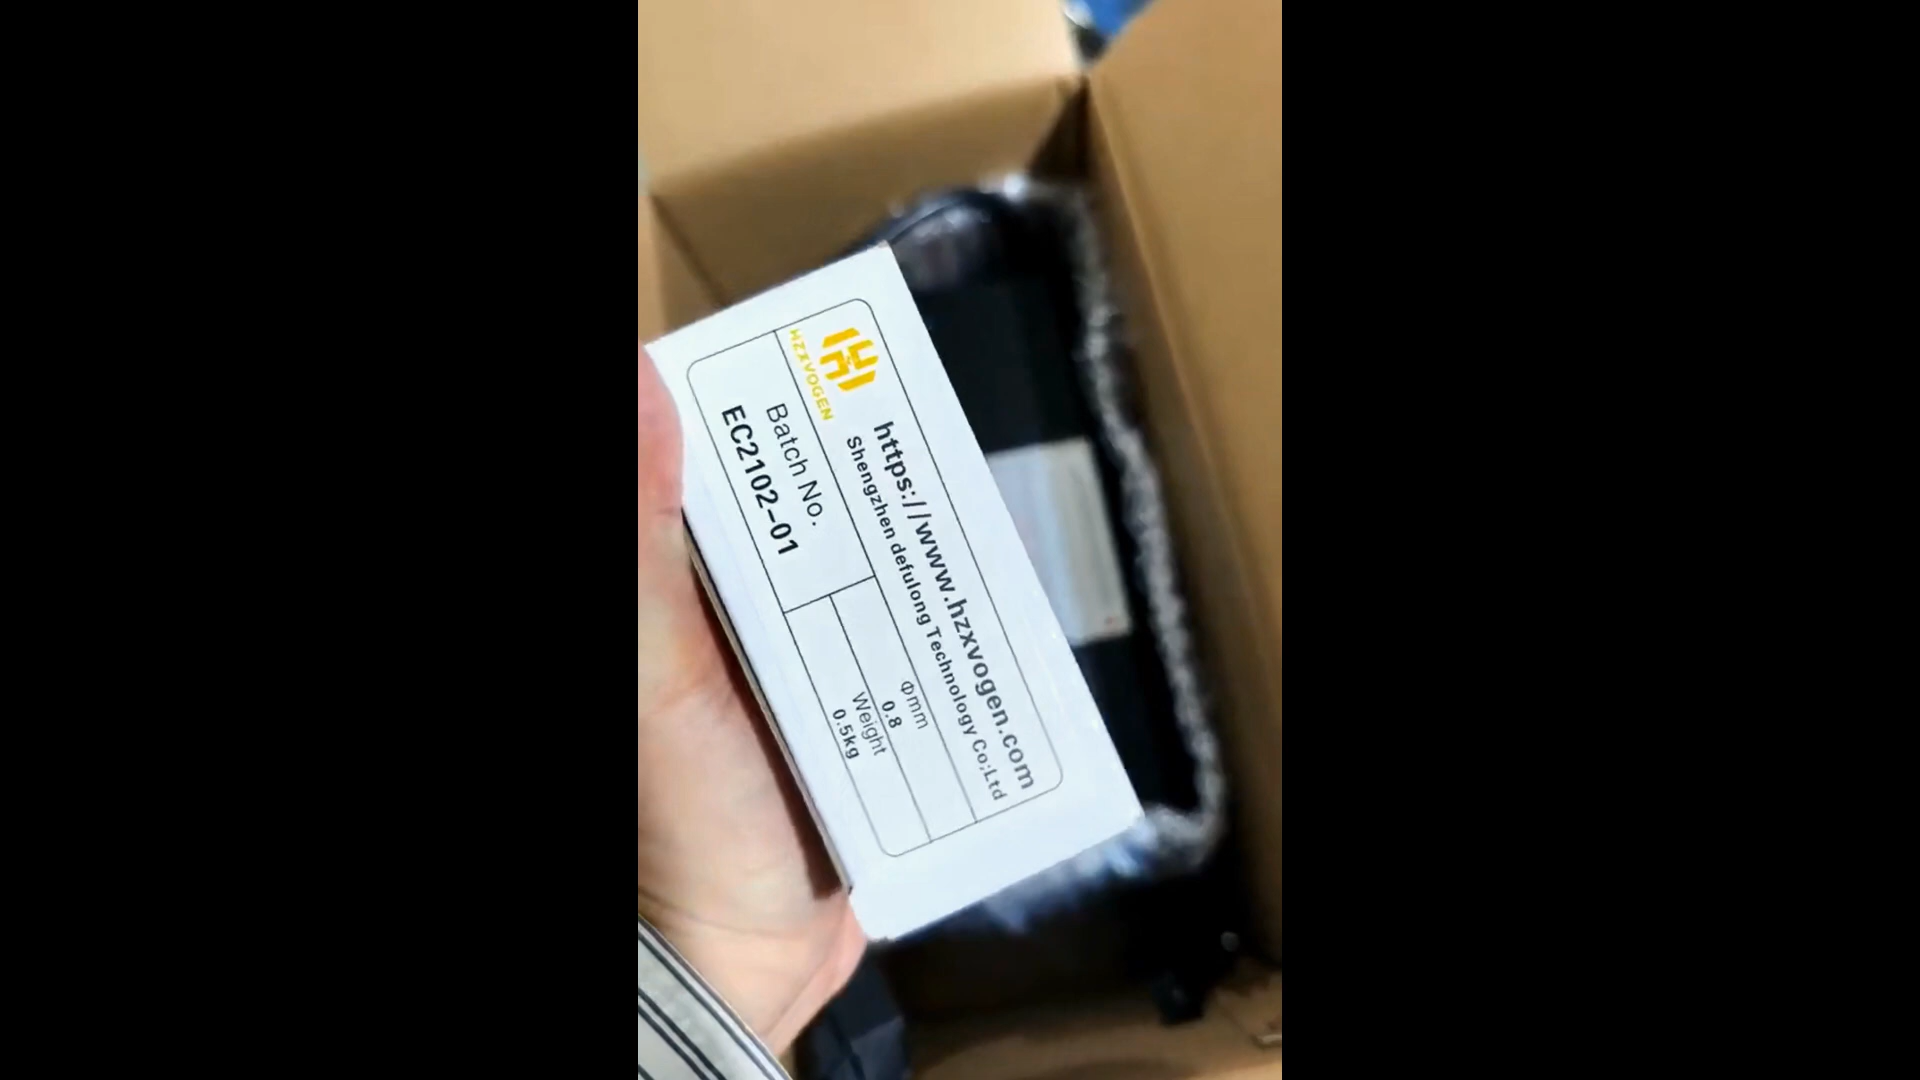 HZXVOGEN
https://www.hzxvogen.com
Shengzhen defulong Technology Co;Ltd
Batch No.
EC2102-01
Φmm
0.8
Weight
0.5kg